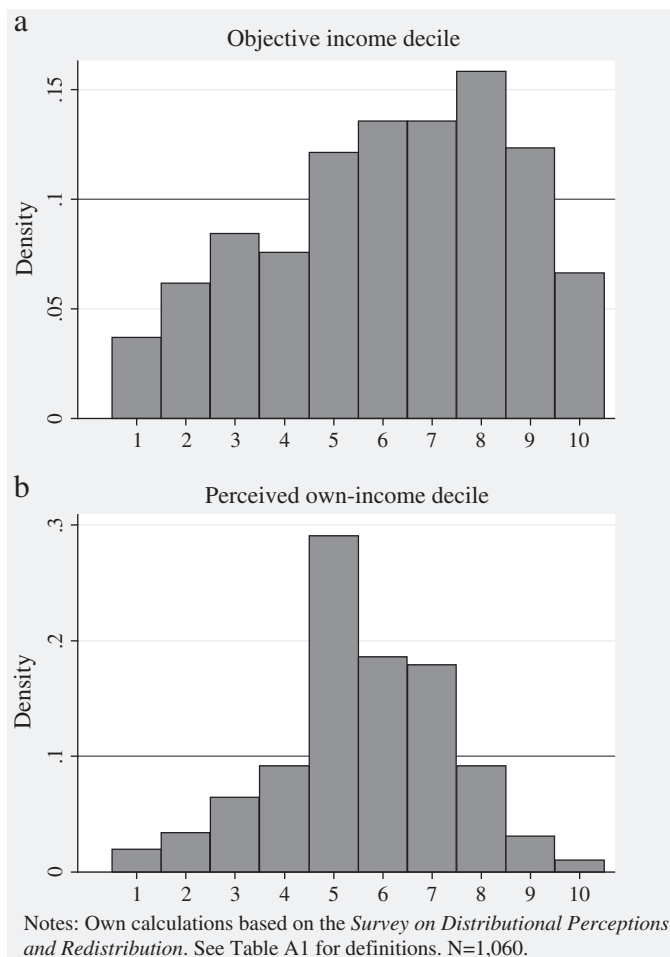 a
Objective income decile
Density
.15
.1
.05
0
1 2 3 4 5 6 7 8 9 10
b
Perceived own-income decile
Density
.3
.2
.1
0
1 2 3 4 5 6 7 8 9 10
Notes: Own calculations based on the Survey on Distributional Perceptions
and Redistribution. See Table A1 for definitions. N=1,060.